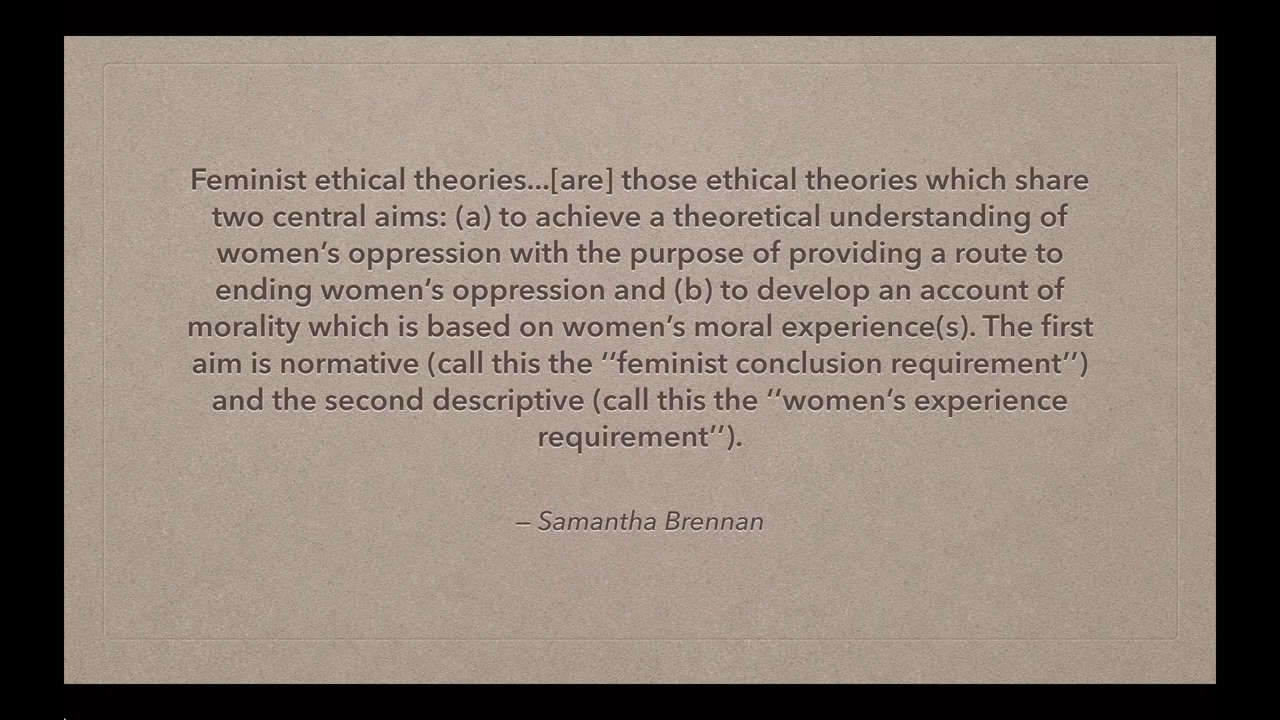 Feminist ethical theories...[are] those ethical theories which share
two central aims: (a) to achieve a theoretical understanding of
women’s oppression with the purpose of providing a route to
ending women’s oppression and (b) to develop an account of
morality which is based on women’s moral experience(s). The first
aim is normative (call this the ‘‘feminist conclusion requirement’’)
and the second descriptive (call this the ‘‘women’s experience
requirement’’).
– Samantha Brennan